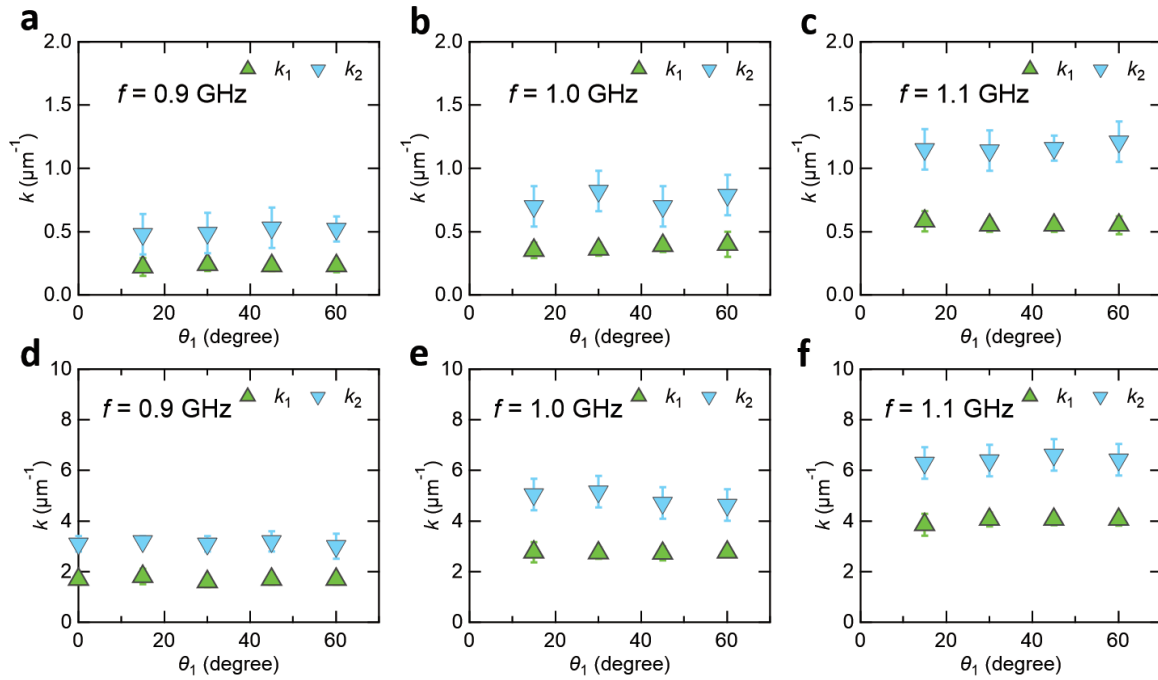 a
2.0
1.5
1.0
0.5
0.0
k (µm⁻¹)
k₁ k₂
f = 0.9 GHz
0 20 40 60
θ₁ (degree)
b
2.0
1.5
1.0
0.5
0.0
k (µm⁻¹)
k₁ k₂
f = 1.0 GHz
0 20 40 60
θ₁ (degree)
c
2.0
1.5
1.0
0.5
0.0
k (µm⁻¹)
k₁ k₂
f = 1.1 GHz
0 20 40 60
θ₁ (degree)
d
10
8
6
4
2
0
k (µm⁻¹)
k₁ k₂
f = 0.9 GHz
0 20 40 60
θ₁ (degree)
e
10
8
6
4
2
0
k (µm⁻¹)
k₁ k₂
f = 1.0 GHz
0 20 40 60
θ₁ (degree)
f
10
8
6
4
2
0
k (µm⁻¹)
k₁ k₂
f = 1.1 GHz
0 20 40 60
θ₁ (degree)